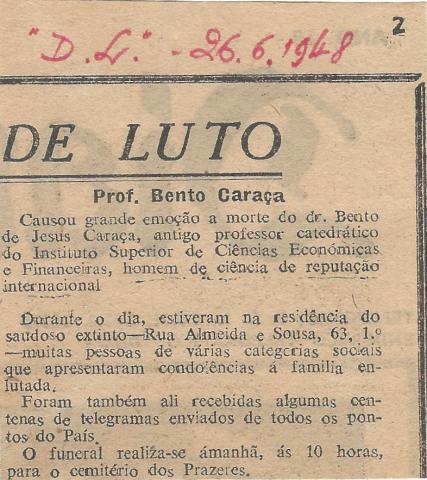 "D. L." - 26.6.1948
2
DE LUTO
Prof. Bento Caraça
Causou grande emoção a morte do dr. Bento
de Jesus Caraça, antigo professor catedrático
do Instituto Superior de Ciências Económicas
e Financeiras, homem de ciência de reputação
internacional
Durante o dia, estiveram na residência do
saudoso extinto—Rua Almeida e Sousa, 63, 1.º
—muitas pessoas de várias categorias sociais
que apresentaram condolências á familia en-
lutada.
Foram também ali recebidas algumas cen-
tenas de telegramas enviados de todos os pon-
tos do País.
O funeral realiza-se ámanhã, ás 10 horas,
para o cemitério dos Prazeres.